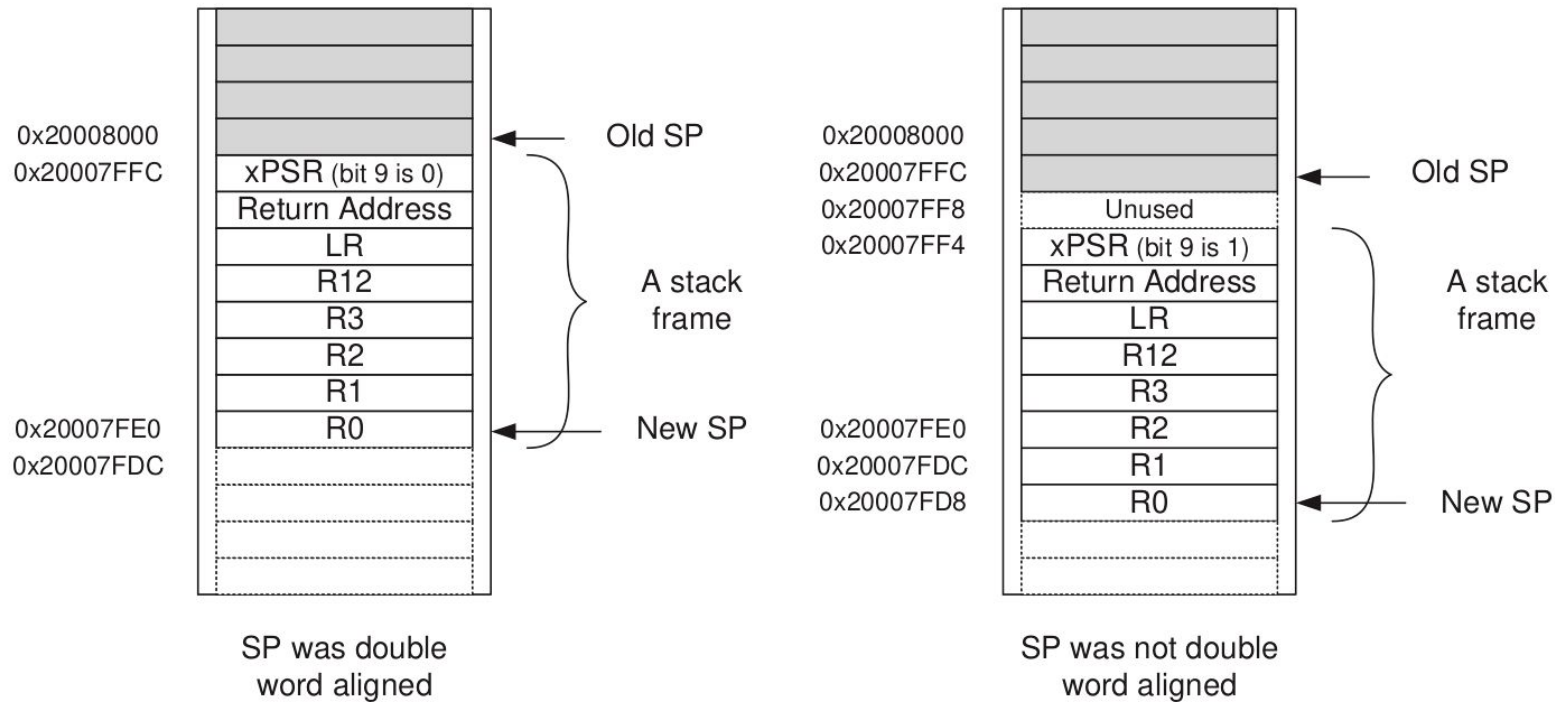 0x20008000
Old SP
0x20007FFC
xPSR (bit 9 is 0)
Return Address
LR
R12
R3
A stack
frame
R2
R1
0x20007FE0
R0
New SP
0x20007FDC
SP was double
word aligned
0x20008000
0x20007FFC
Old SP
0x20007FF8
Unused
0x20007FF4
xPSR (bit 9 is 1)
Return Address
LR
A stack
frame
R12
R3
0x20007FE0
R2
0x20007FDC
R1
0x20007FD8
R0
New SP
SP was not double
word aligned